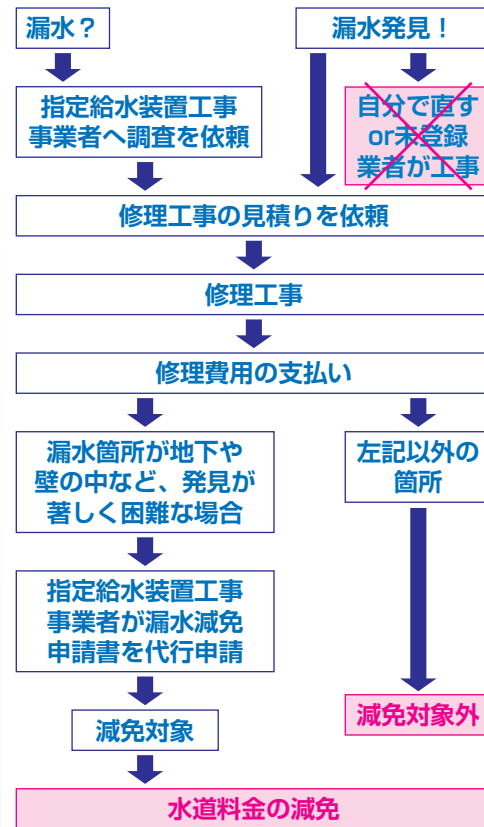 漏水？
漏水発見！
指定給水装置工事
事業者へ調査を依頼
自分で直す
or未登録
業者が工事
修理工事の見積りを依頼
修理工事
修理費用の支払い
漏水箇所が地下や
壁の中など、発見が
著しく困難な場合
左記以外の
箇所
指定給水装置工事
事業者が漏水減免
申請書を代行申請
減免対象
減免対象外
水道料金の減免